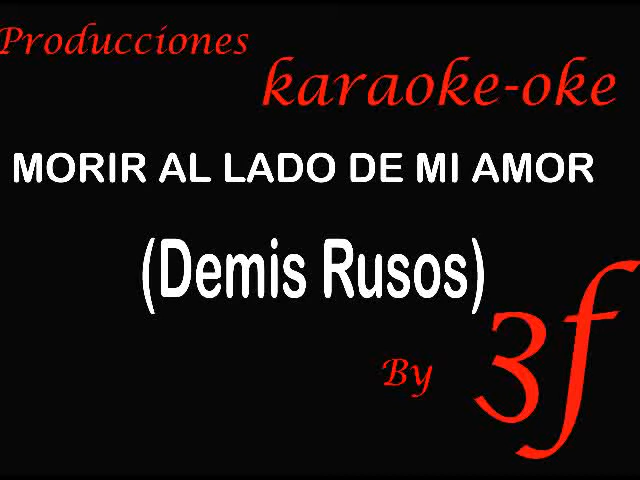 Producciones
karaoke-oke
MORIR AL LADO DE MI AMOR
(Demis Rusos)
By 3f